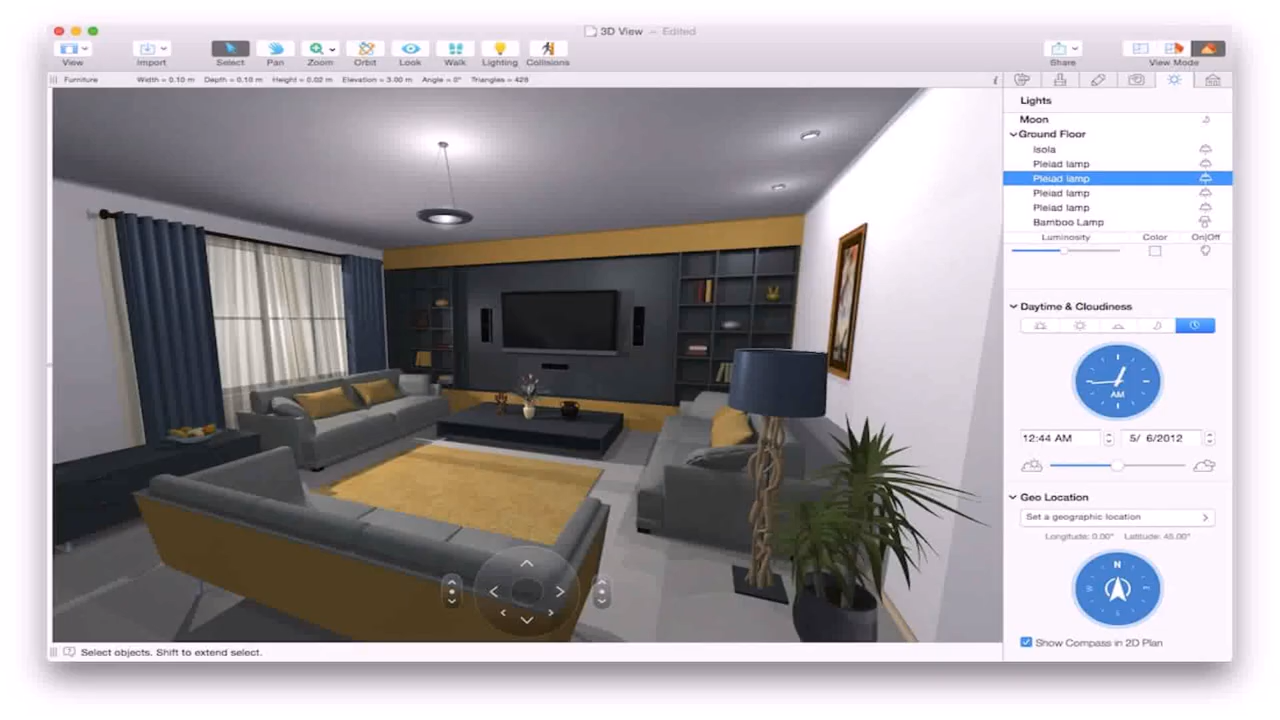 3D View — Edited
View Import Select Pan Zoom Orbit Look Walk Lighting Collisions Share View Mode
Furniture Width = 0.10 m Depth = 0.10 m Height = 0.02 m Elevation = 3.00 m Angle = 0° Triangles = 428 i
Lights
Moon
Ground Floor
Isola
Pleiad lamp
Pleiad lamp
Pleiad lamp
Pleiad lamp
Bamboo Lamp
Luminosity Color On|Off
Daytime & Cloudiness
AM
12:44 AM 5/ 6/2012
Geo Location
Set a geographic location
Longitude: 0.00° Latitude: 45.00°
N
W E
S
Show Compass in 2D Plan
Select objects. Shift to extend select.